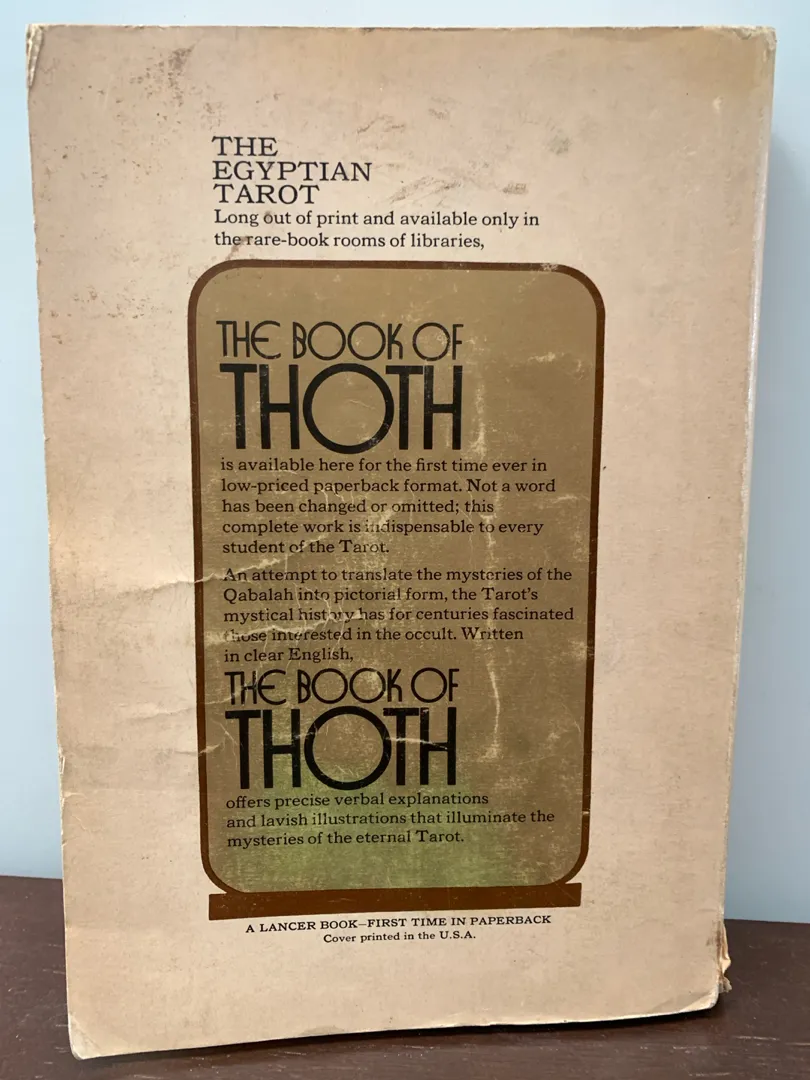 THE
EGYPTIAN
TAROT
Long out of print and available only in
the rare-book rooms of libraries,
THE BOOK OF
THOTH
is available here for the first time ever in
low-priced paperback format. Not a word
has been changed or omitted; this
complete work is indispensable to every
student of the Tarot.
An attempt to translate the mysteries of the
Qabalah into pictorial form, the Tarot's
mystical history has for centuries fascinated
those interested in the occult. Written
in clear English,
THE BOOK OF
THOTH
offers precise verbal explanations
and lavish illustrations that illuminate the
mysteries of the eternal Tarot.
A LANCER BOOK—FIRST TIME IN PAPERBACK
Cover printed in the U.S.A.